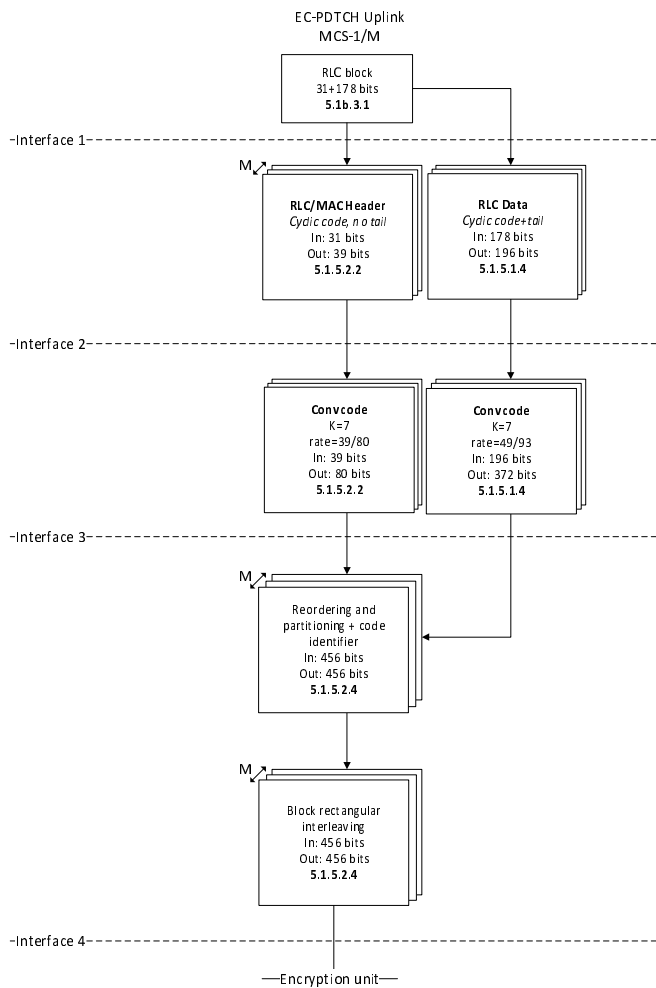 EC-PDTCH Uplink
MCS-1/M
RLC block
31+178 bits
5.1b.3.1
Interface 1
M
RLC/MAC Header
Cyclic code, no tail
In: 31 bits
Out: 39 bits
5.1.5.2.2
RLC Data
Cyclic code+tail
In: 178 bits
Out: 196 bits
5.1.5.1.4
Interface 2
Conv code
K=7
rate=39/80
In: 39 bits
Out: 80 bits
5.1.5.2.2
Conv code
K=7
rate=49/93
In: 196 bits
Out: 372 bits
5.1.5.1.4
Interface 3
M
Reordering and
partitioning + code
identifier
In: 456 bits
Out: 456 bits
5.1.5.2.4
M
Block rectangular
interleaving
In: 456 bits
Out: 456 bits
5.1.5.2.4
Interface 4
Encryption unit